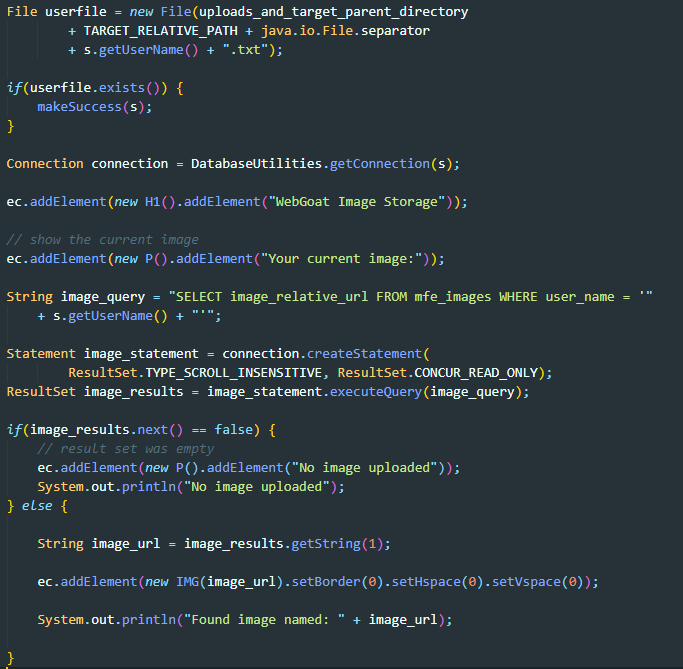 File userfile = new File(uploads_and_target_parent_directory
        + TARGET_RELATIVE_PATH + java.io.File.separator
        + s.getUserName() + ".txt");
if(userfile.exists()) {
    makeSuccess(s);
}
Connection connection = DatabaseUtilities.getConnection(s);
ec.addElement(new H1().addElement("WebGoat Image Storage"));
// show the current image
ec.addElement(new P().addElement("Your current image:"));
String image_query = "SELECT image_relative_url FROM mfe_images WHERE user_name = '"
    + s.getUserName() + "'";
Statement image_statement = connection.createStatement(
        ResultSet.TYPE_SCROLL_INSENSITIVE, ResultSet.CONCUR_READ_ONLY);
ResultSet image_results = image_statement.executeQuery(image_query);
if(image_results.next() == false) {
    // result set was empty
    ec.addElement(new P().addElement("No image uploaded"));
    System.out.println("No image uploaded");
} else {
    String image_url = image_results.getString(1);
    ec.addElement(new IMG(image_url).setBorder(0).setHspace(0).setVspace(0));
    System.out.println("Found image named: " + image_url);
}